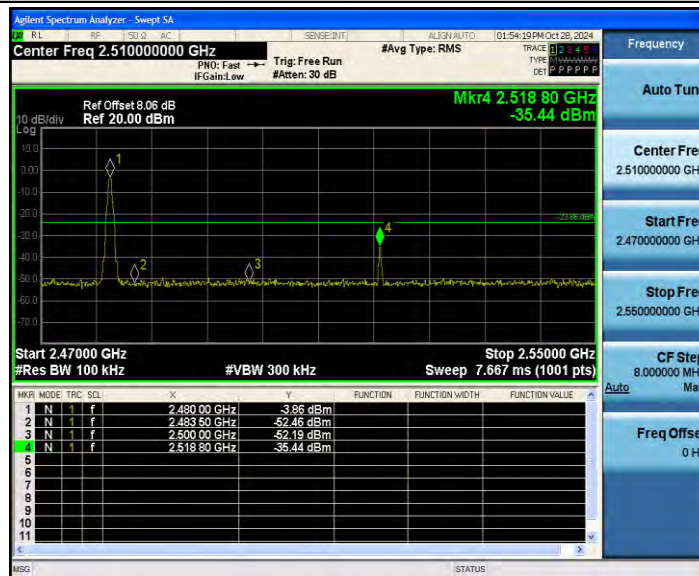 Agilent Spectrum Analyzer - Swept SA
RL RF 50 Ω AC SENSE:INT ALIGN AUTO 01:54:19 PM Oct 28, 2024
Center Freq 2.510000000 GHz #Avg Type: RMS TRACE 1 2 3 4 5 6
PNO: Fast Trig: Free Run TYPE M WWWWW
IFGain:Low #Atten: 30 dB DET P P P P P P
Ref Offset 8.06 dB Mkr4 2.518 80 GHz
10 dB/div Ref 20.00 dBm -35.44 dBm
Log
10.0
0.00
-10.0
-20.0
-30.0
-40.0
-50.0
-60.0
-70.0
1
2
3
4
-23.86 dBm
Start 2.47000 GHz Stop 2.55000 GHz
#Res BW 100 kHz #VBW 300 kHz Sweep 7.667 ms (1001 pts)
MKR MODE TRC SCL X Y FUNCTION FUNCTION WIDTH FUNCTION VALUE
1 N 1 f 2.480 00 GHz -3.86 dBm
2 N 1 f 2.483 50 GHz -52.46 dBm
3 N 1 f 2.500 00 GHz -52.19 dBm
4 N 1 f 2.518 80 GHz -35.44 dBm
5
6
7
8
9
10
11
MSG STATUS
Frequency
Auto Tun
Center Fre
2.510000000 GH
Start Fre
2.470000000 GH
Stop Fre
2.550000000 GH
CF Ste
8.000000 MH
Auto Ma
Freq Offse
0 H